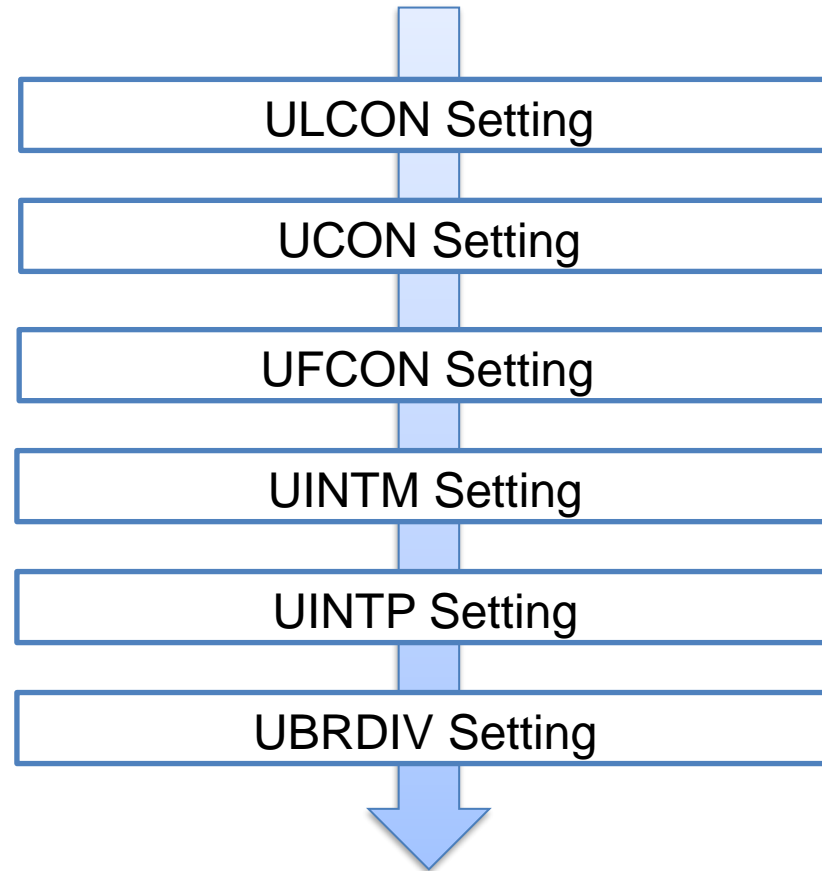 ULCON Setting
UCON Setting
UFCON Setting
UINTM Setting
UINTP Setting
UBRDIV Setting